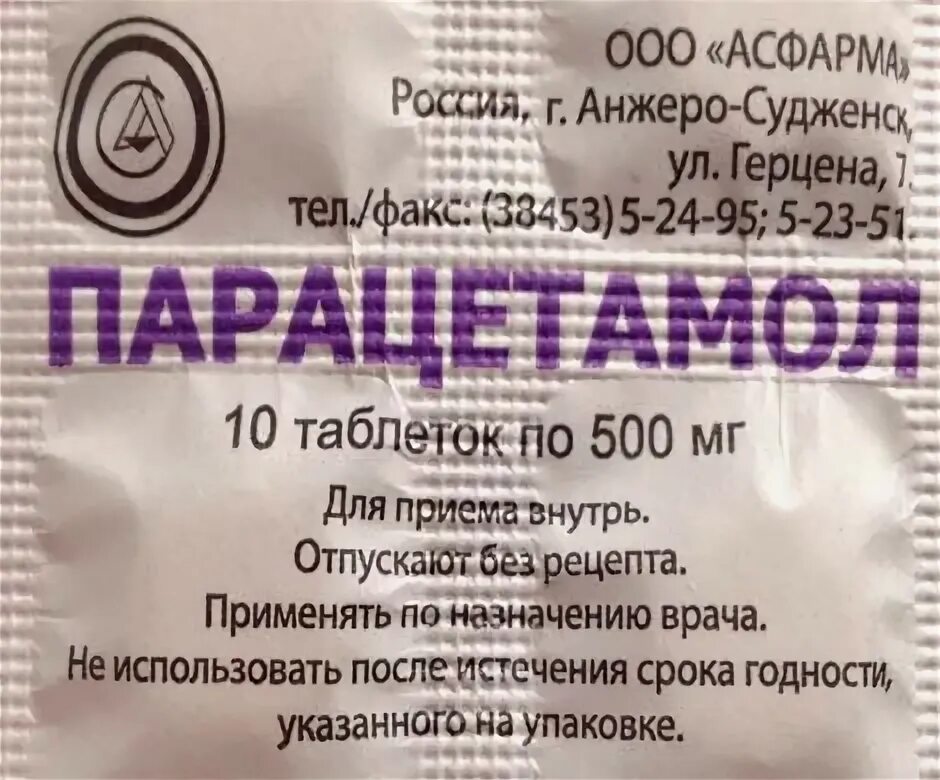 ООО «АСФАРМА»
Россия, г. Анжеро-Судженск,
ул. Герцена, 7.
тел./факс: (38453) 5-24-95; 5-23-51.
ПАРАЦЕТАМОЛ
10 таблеток по 500 мг
Для приема внутрь.
Отпускают без рецепта.
Применять по назначению врача.
Не использовать после истечения срока годности,
указанного на упаковке.